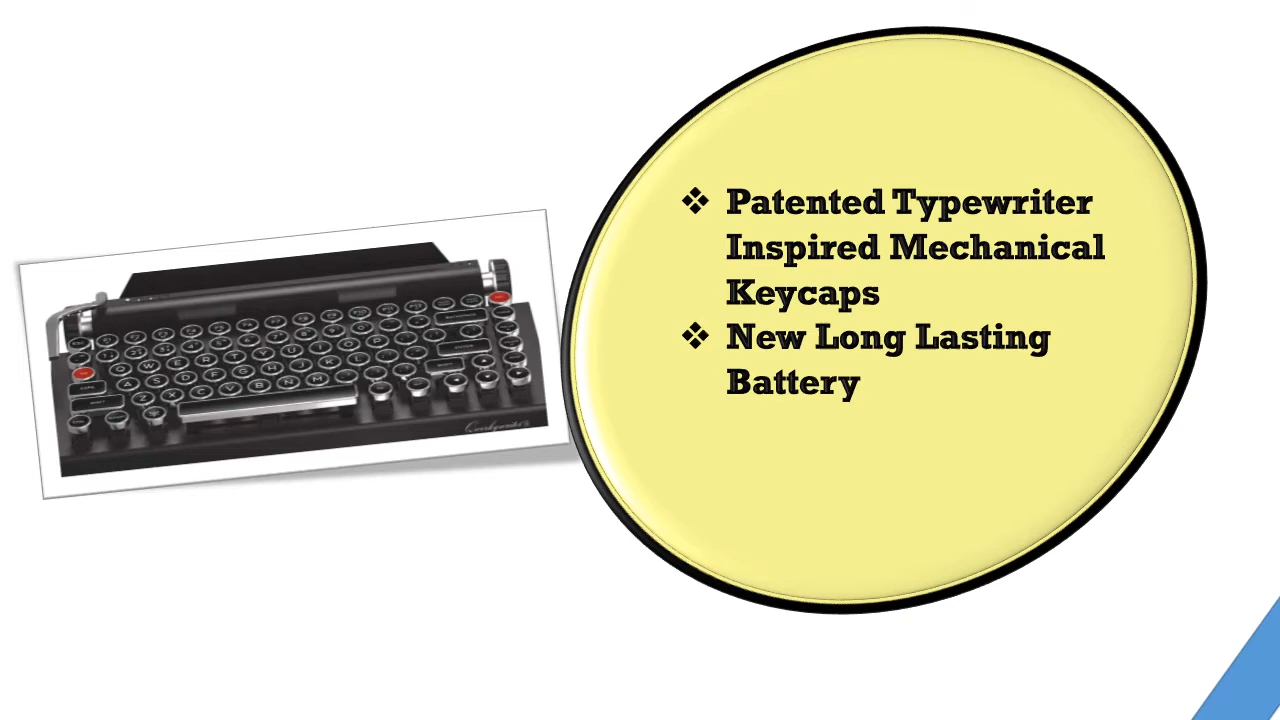 ❖ Patented Typewriter
Inspired Mechanical
Keycaps
❖ New Long Lasting
Battery